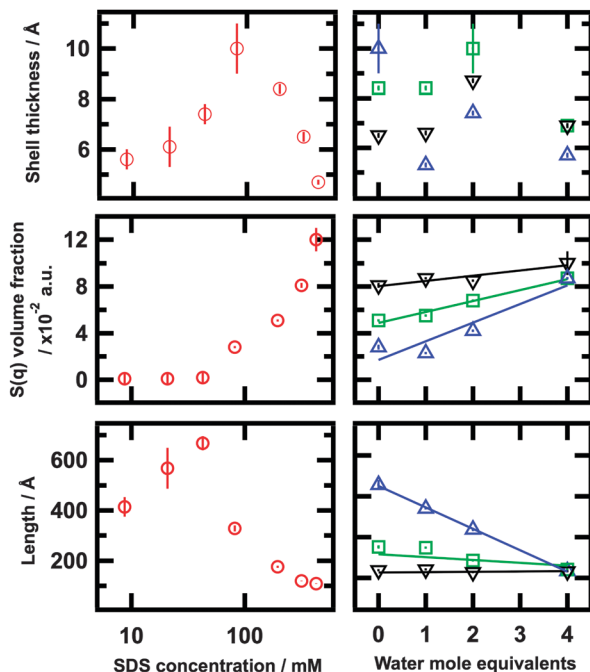 Shell thickness / Å
10
8
6
S(q) volume fraction
/ x10⁻² a.u.
12
8
4
0
Length / Å
600
400
200
10
100
SDS concentration / mM
0
1
2
3
4
Water mole equivalents